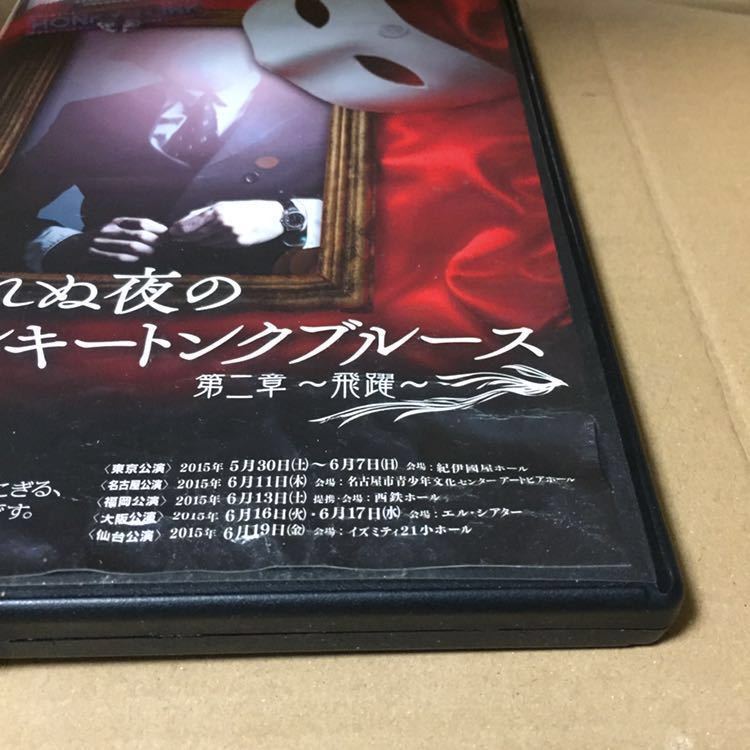 れぬ夜の
ンキートンクブルース
第二章 ～飛躍～
こぎる、
です。
〈東京公演〉 2015年 5月30日(土)～6月7日(日) 会場：紀伊國屋ホール
〈名古屋公演〉 2015年 6月11日(木) 会場：名古屋市青少年文化センター アートピアホール
〈福岡公演〉 2015年 6月13日(土) 提携・会場：西鉄ホール
〈大阪公演〉 2015年 6月16日(火)・6月17日(水) 会場：エル・シアター
〈仙台公演〉 2015年 6月19日(金) 会場：イズミティ21小ホール